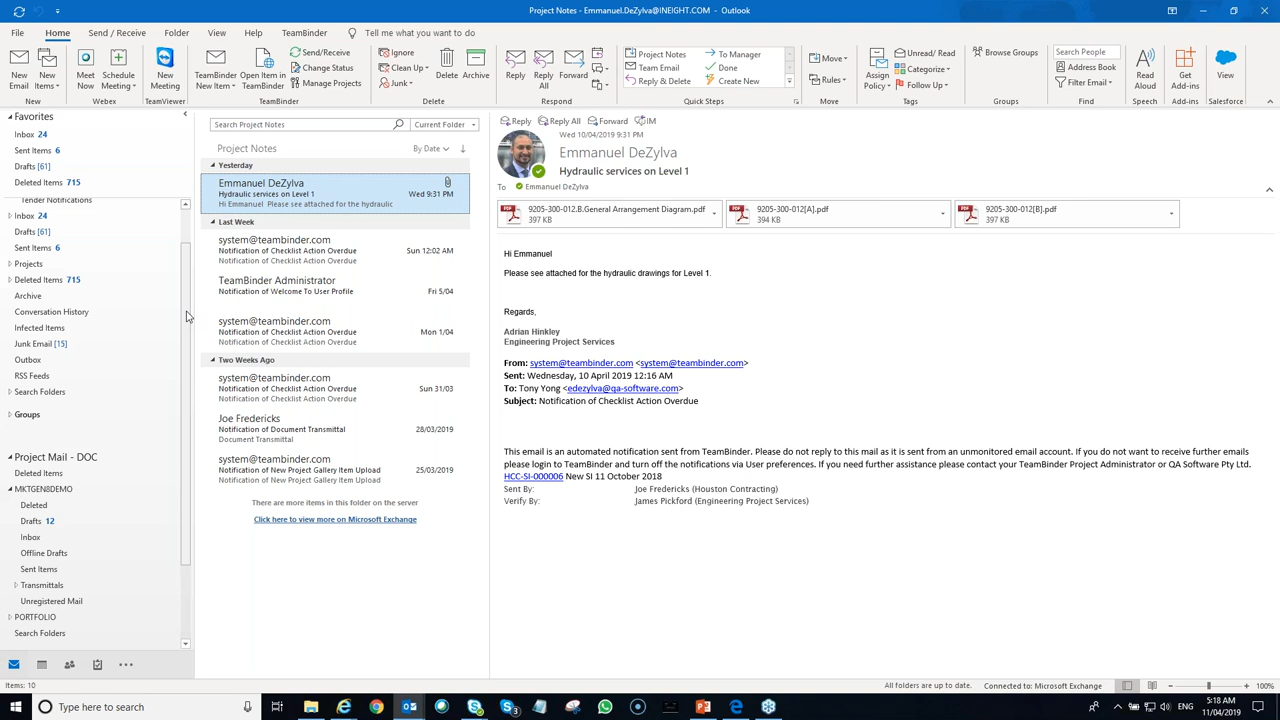 Project Notes - Emmanuel.DeZylva@INEIGHT.COM - Outlook
File Home Send / Receive Folder View Help TeamBinder Tell me what you want to do
New Email
New Items
New
Meet Now
Schedule Meeting
Webex
New Meeting
TeamViewer
TeamBinder New Item
Open Item in TeamBinder
Send/Receive
Change Status
Manage Projects
TeamBinder
Ignore
Clean Up
Junk
Delete
Archive
Delete
Reply
Reply All
Forward
Respond
Project Notes
Team Email
Reply & Delete
To Manager
Done
Create New
Quick Steps
Move
Rules
Move
Assign Policy
Unread/ Read
Categorize
Follow Up
Tags
Browse Groups
Groups
Search People
Address Book
Filter Email
Find
Read Aloud
Speech
Get Add-ins
Add-ins
View
Salesforce
Favorites
Inbox 24
Sent Items 6
Drafts [61]
Deleted Items 715
Tender Notifications
Inbox 24
Drafts [61]
Sent Items 6
Projects
Deleted Items 715
Archive
Conversation History
Infected Items
Junk Email [15]
Outbox
RSS Feeds
Search Folders
Groups
Project Mail - DOC
Deleted Items
MKTGEN8DEMO
Deleted
Drafts 12
Inbox
Offline Drafts
Sent Items
Transmittals
Unregistered Mail
PORTFOLIO
Search Folders
Search Project Notes Current Folder
Project Notes By Date
Yesterday
Emmanuel DeZylva
Hydraulic services on Level 1 Wed 9:31 PM
Hi Emmanuel Please see attached for the hydraulic
Last Week
system@teambinder.com
Notification of Checklist Action Overdue Sun 12:02 AM
Notification of Checklist Action Overdue
TeamBinder Administrator
Notification of Welcome To User Profile Fri 5/04
system@teambinder.com
Notification of Checklist Action Overdue Mon 1/04
Notification of Checklist Action Overdue
Two Weeks Ago
system@teambinder.com
Notification of Checklist Action Overdue Sun 31/03
Notification of Checklist Action Overdue
Joe Fredericks
Notification of Document Transmittal 28/03/2019
Document Transmittal
system@teambinder.com
Notification of New Project Gallery Item Upload 25/03/2019
Notification of New Project Gallery Item Upload
There are more items in this folder on the server
Click here to view more on Microsoft Exchange
Reply Reply All Forward IM
Wed 10/04/2019 9:31 PM
Emmanuel DeZylva
Hydraulic services on Level 1
To Emmanuel DeZylva
9205-300-012.B.General Arrangement Diagram.pdf
397 KB
9205-300-012[A].pdf
394 KB
9205-300-012[B].pdf
397 KB
Hi Emmanuel
Please see attached for the hydraulic drawings for Level 1.
Regards,
Adrian Hinkley
Engineering Project Services
From: system@teambinder.com <system@teambinder.com>
Sent: Wednesday, 10 April 2019 12:16 AM
To: Tony Yong <edezylva@qa-software.com>
Subject: Notification of Checklist Action Overdue
This email is an automated notification sent from TeamBinder. Please do not reply to this mail as it is sent from an unmonitored email account. If you do not want to receive further emails
please login to TeamBinder and turn off the notifications via User preferences. If you need further assistance please contact your TeamBinder Project Administrator or QA Software Pty Ltd.
HCC-SI-000006 New SI 11 October 2018
Sent By: Joe Fredericks (Houston Contracting)
Verify By: James Pickford (Engineering Project Services)
Items: 10 All folders are up to date. Connected to: Microsoft Exchange 100%
Type here to search
ENG 5:18 AM
11/04/2019